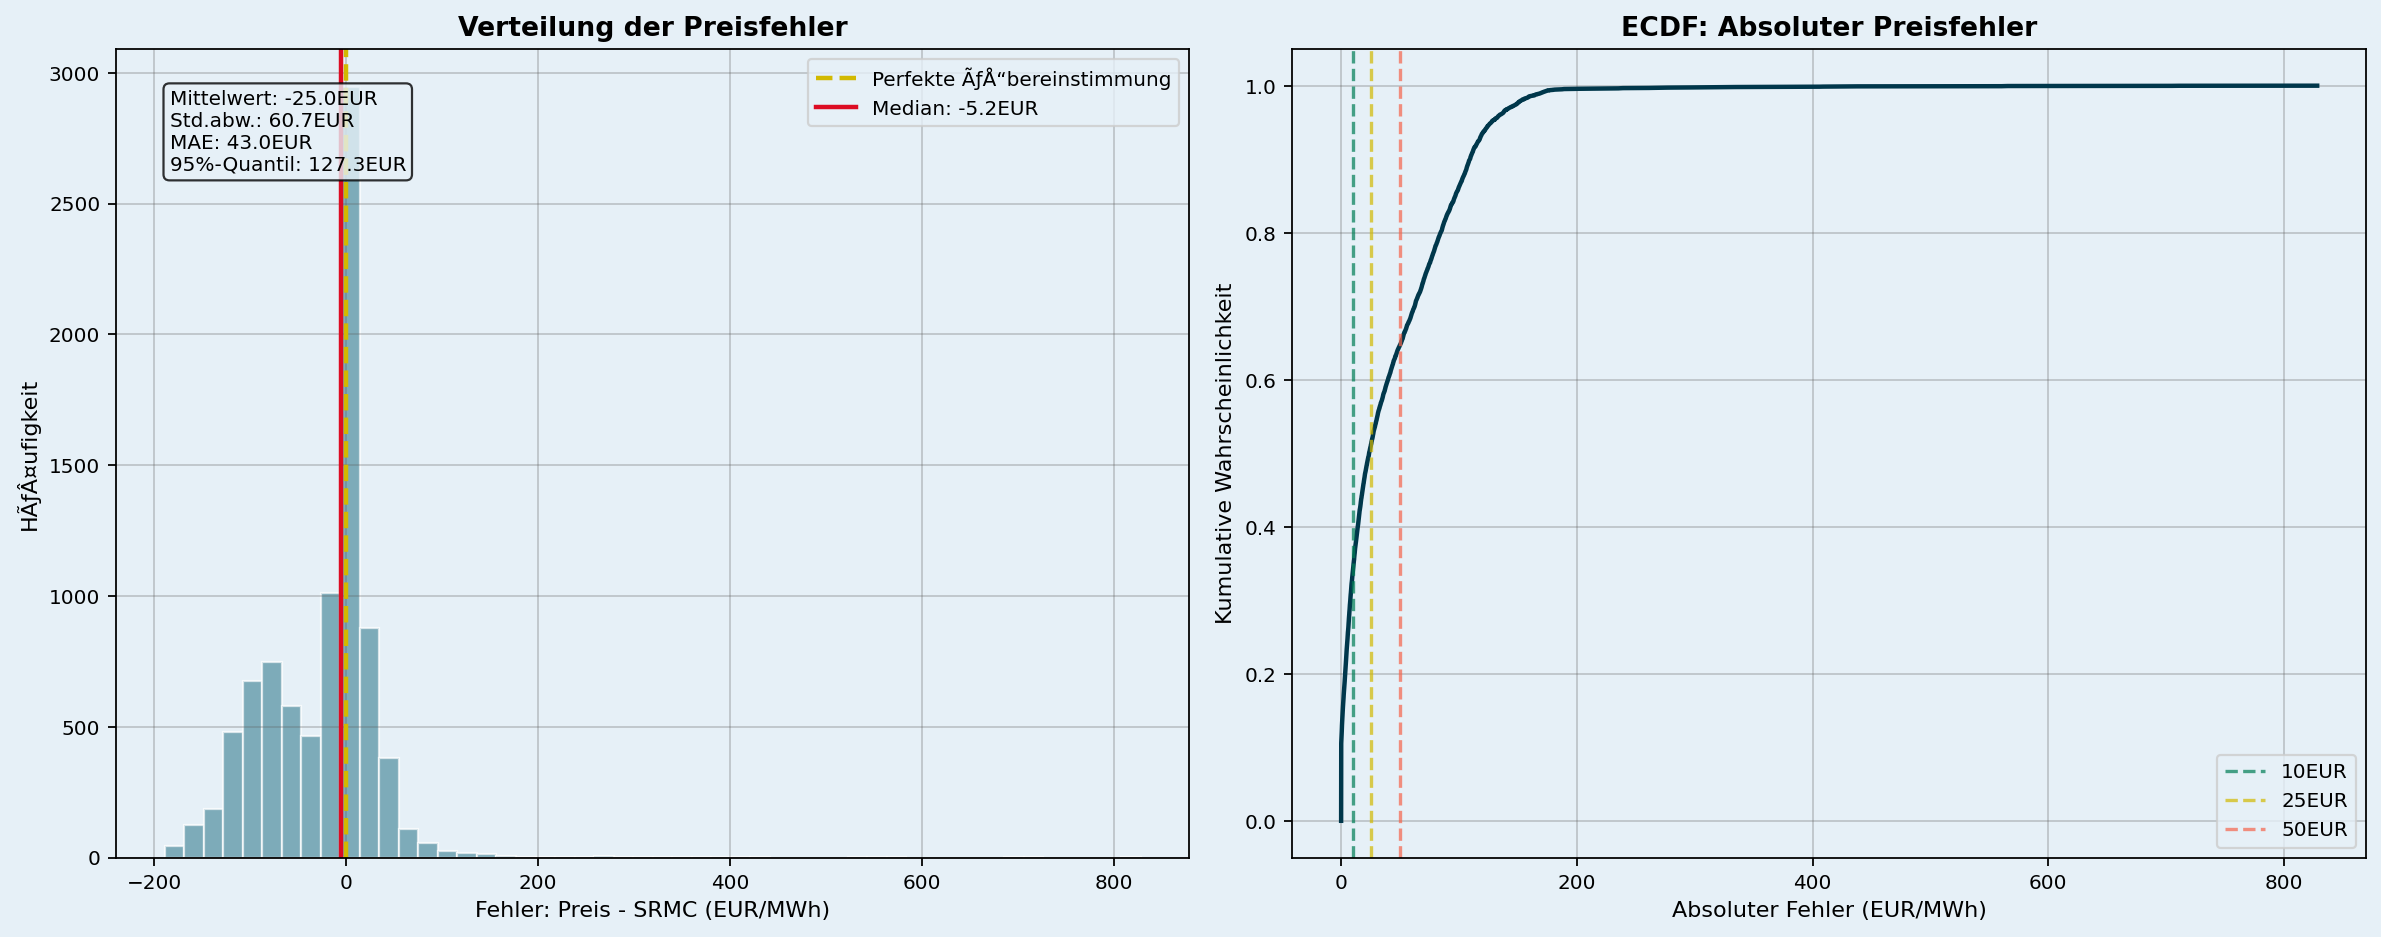 Verteilung der Preisfehler
3000
2500
2000
1500
1000
500
0
HÃƒÂ¤ufigkeit
Mittelwert: -25.0EUR
Std.abw.: 60.7EUR
MAE: 43.0EUR
95%-Quantil: 127.3EUR
Perfekte ÃƒÅ“bereinstimmung
Median: -5.2EUR
−200
0
200
400
600
800
Fehler: Preis - SRMC (EUR/MWh)
ECDF: Absoluter Preisfehler
1.0
0.8
0.6
0.4
0.2
0.0
Kumulative Wahrscheinlichkeit
10EUR
25EUR
50EUR
0
200
400
600
800
Absoluter Fehler (EUR/MWh)